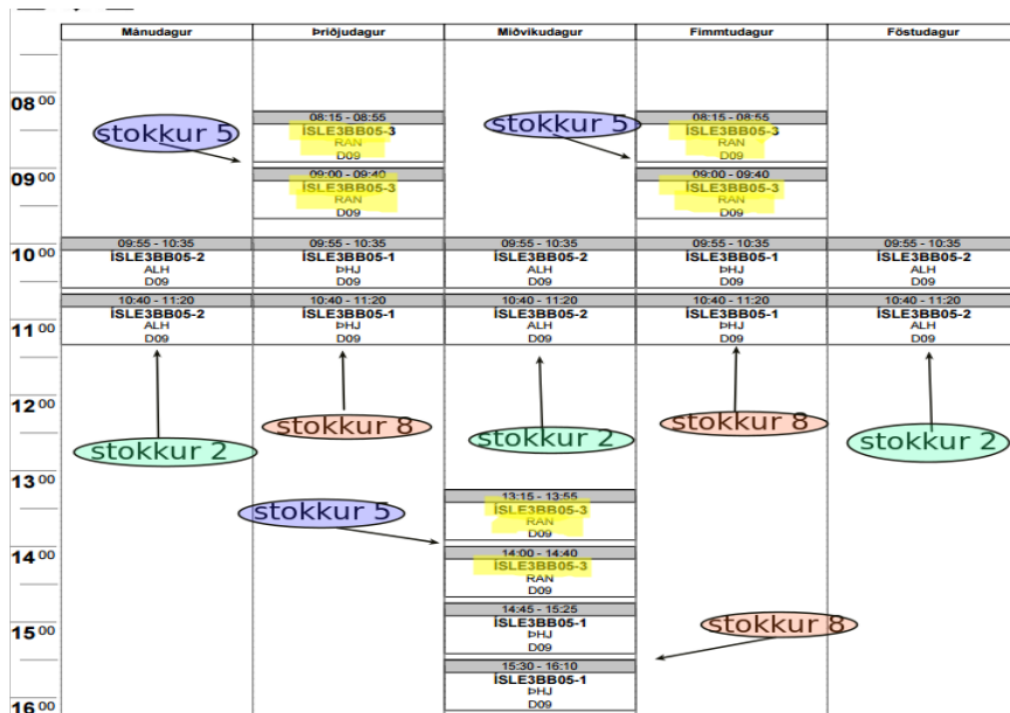 Mánudagur Þriðjudagur Miðvikudagur Fimmtudagur Föstudagur
08 00
stokkur 5
08:15 - 08:55
ÍSLE3BB05-3
RAN
D09
stokkur 5
08:15 - 08:55
ÍSLE3BB05-3
RAN
D09
09 00
09:00 - 09:40
ÍSLE3BB05-3
RAN
D09
09:00 - 09:40
ÍSLE3BB05-3
RAN
D09
10 00
09:55 - 10:35 09:55 - 10:35 09:55 - 10:35 09:55 - 10:35 09:55 - 10:35
ÍSLE3BB05-2 ÍSLE3BB05-1 ÍSLE3BB05-2 ÍSLE3BB05-1 ÍSLE3BB05-2
ALH ÞHJ ALH ÞHJ ALH
D09 D09 D09 D09 D09
10:40 - 11:20 10:40 - 11:20 10:40 - 11:20 10:40 - 11:20 10:40 - 11:20
11 00
ÍSLE3BB05-2 ÍSLE3BB05-1 ÍSLE3BB05-2 ÍSLE3BB05-1 ÍSLE3BB05-2
ALH ÞHJ ALH ÞHJ ALH
D09 D09 D09 D09 D09
12 00
stokkur 2 stokkur 8 stokkur 2 stokkur 8 stokkur 2
13 00
stokkur 5
13:15 - 13:55
ÍSLE3BB05-3
RAN
D09
14 00
14:00 - 14:40
ÍSLE3BB05-3
RAN
D09
14:45 - 15:25
15 00
ÍSLE3BB05-1
ÞHJ
D09
stokkur 8
15:30 - 16:10
ÍSLE3BB05-1
ÞHJ
D09
16 00